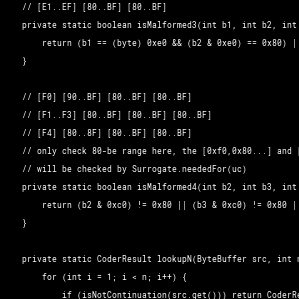 // [E1..EF] [80..BF] [80..BF]
private static boolean isMalformed3(int b1, int b2, int
return (b1 == (byte) 0xe0 && (b2 & 0xe0) == 0x80) |
}
// [F0] [90..BF] [80..BF] [80..BF]
// [F1..F3] [80..BF] [80..BF] [80..BF]
// [F4] [80..8F] [80..BF] [80..BF]
// only check 80-be range here, the [0xf0,0x80...] and [
// will be checked by Surrogate.neededFor(uc)
private static boolean isMalformed4(int b2, int b3, int
return (b2 & 0xc0) != 0x80 || (b3 & 0xc0) != 0x80 |
}
private static CoderResult lookupN(ByteBuffer src, int n
for (int i = 1; i < n; i++) {
if (isNotContinuation(src.get())) return CoderRe